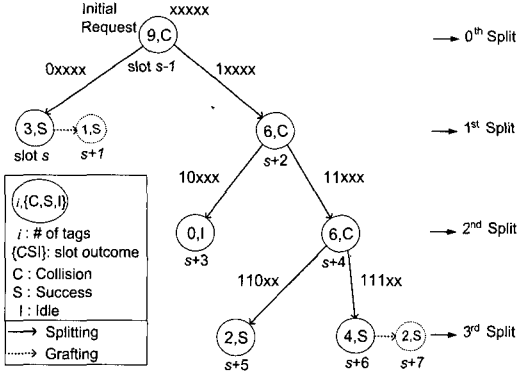 Initial
Request
xxxxx
9,C
slot s-1
0th Split
0xxxx
1xxxx
3,S
slot s
1,S
s+1
6,C
s+2
1st Split
10xxx
11xxx
0,I
s+3
6,C
s+4
2nd Split
110xx
111xx
2,S
s+5
4,S
s+6
2,S
s+7
3rd Split
i,{C,S,I}
i : # of tags
{CSI}: slot outcome
C : Collision
S : Success
I : Idle
Splitting
Grafting